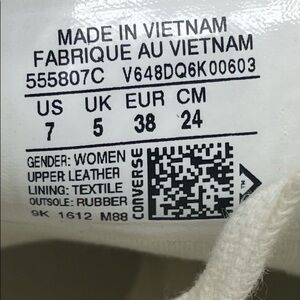 MADE IN VIETNAM
FABRIQUE AU VIETNAM
555807C V648DQ6K00603
US UK EUR CM
7 5 38 24
GENDER: WOMEN
UPPER LEATHER
LINING: TEXTILE
OUTSOLE: RUBBER
9K 1612 M88
CONVERSE